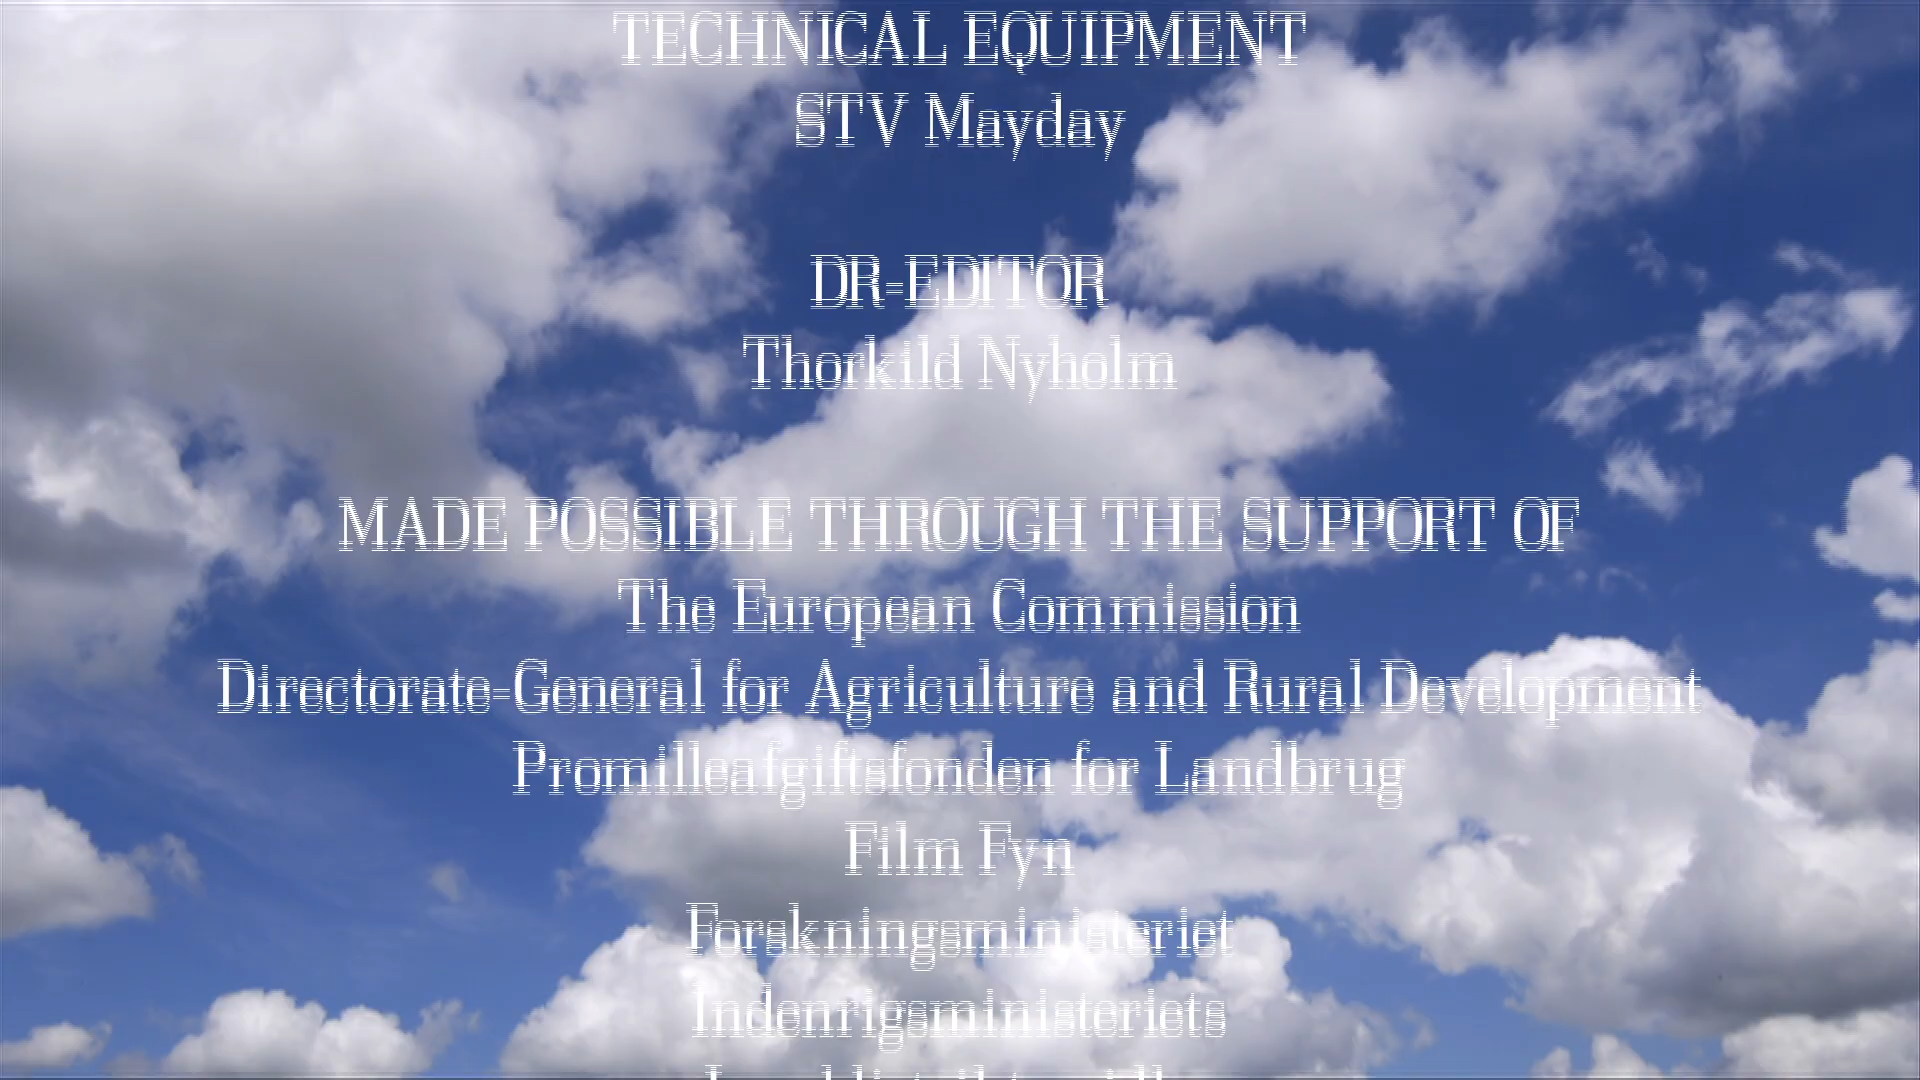 TECHNICAL EQUIPMENT
STV Mayday
DR-EDITOR
Thorkild Nyholm
MADE POSSIBLE THROUGH THE SUPPORT OF
The European Commission
Directorate-General for Agriculture and Rural Development
Promilleafgiftsfonden for Landbrug
Film Fyn
Forskningsministeriet
Indenrigsministeriets